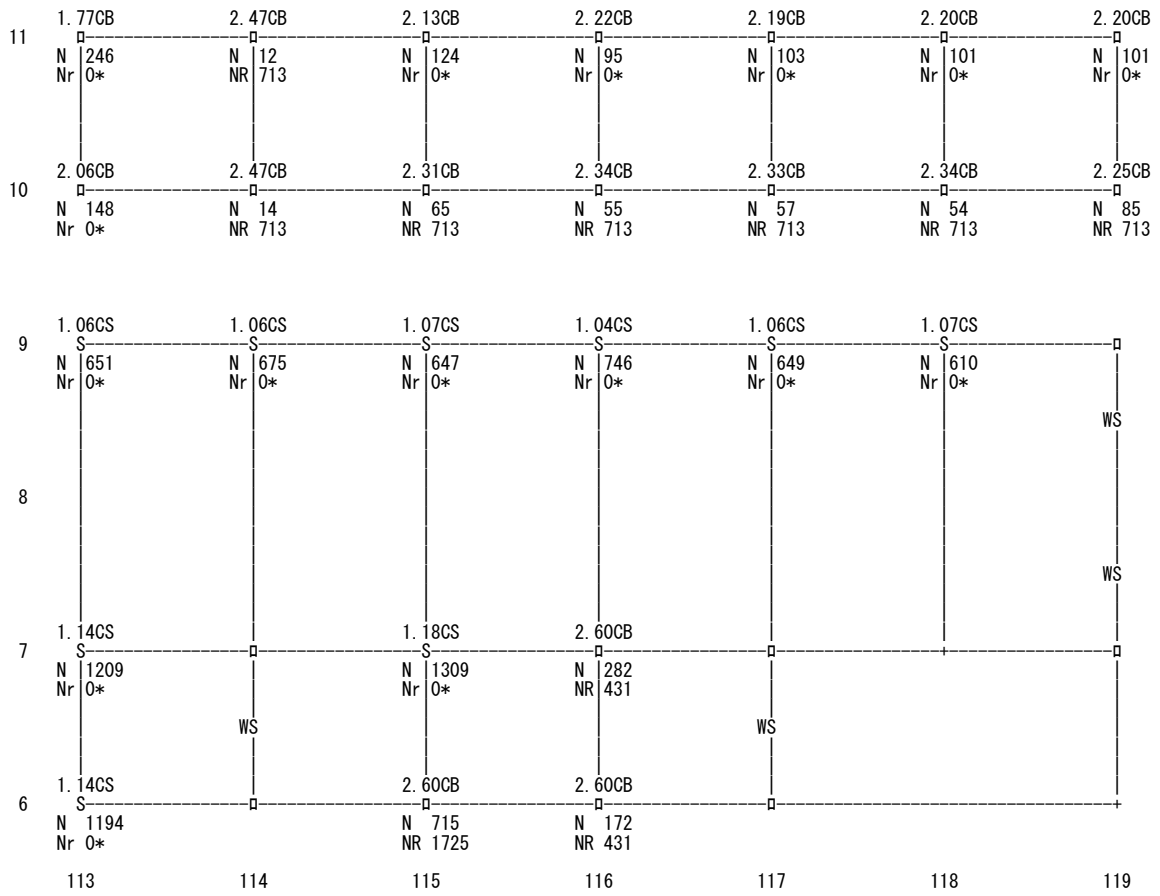 1.77CB 2.47CB 2.13CB 2.22CB 2.19CB 2.20CB 2.20CB
11
N 246 N 12 N 124 N 95 N 103 N 101 N 101
Nr 0* NR 713 Nr 0* Nr 0* Nr 0* Nr 0* Nr 0*
2.06CB 2.47CB 2.31CB 2.34CB 2.33CB 2.34CB 2.25CB
10
N 148 N 14 N 65 N 55 N 57 N 54 N 85
Nr 0* NR 713 NR 713 NR 713 NR 713 NR 713 NR 713
1.06CS 1.06CS 1.07CS 1.04CS 1.06CS 1.07CS
9 S S S S S S
N 651 N 675 N 647 N 746 N 649 N 610
Nr 0* Nr 0* Nr 0* Nr 0* Nr 0* Nr 0*
WS
8
WS
1.14CS 1.18CS 2.60CB
7 S S
N 1209 N 1309 N 282
Nr 0* Nr 0* NR 431
WS WS
1.14CS 2.60CB 2.60CB
6 S
N 1194 N 715 N 172
Nr 0* NR 1725 NR 431
113 114 115 116 117 118 119